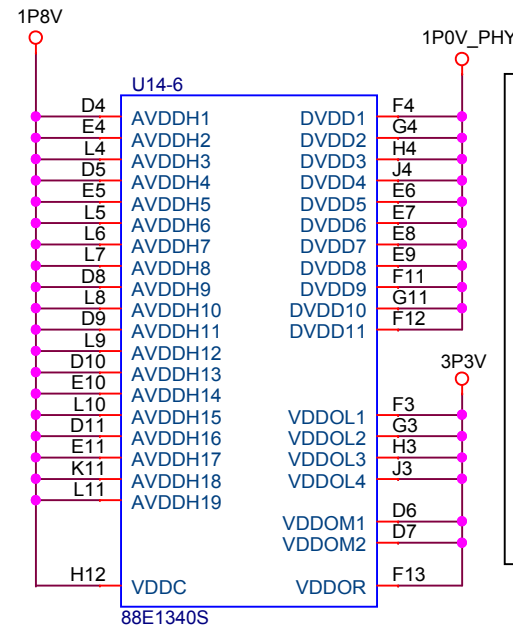 1P8V
1P0V_PHY
U14-6
D4 AVDDH1 DVDD1 F4
E4 AVDDH2 DVDD2 G4
L4 AVDDH3 DVDD3 H4
D5 AVDDH4 DVDD4 J4
E5 AVDDH5 DVDD5 E6
L5 AVDDH6 DVDD6 E7
L6 AVDDH7 DVDD7 E8
L7 AVDDH8 DVDD8 E9
D8 AVDDH9 DVDD9 F11
L8 AVDDH10 DVDD10 G11
D9 AVDDH11 DVDD11 F12
L9 AVDDH12
D10 AVDDH13
3P3V
E10 AVDDH14
L10 AVDDH15 VDDOL1 F3
D11 AVDDH16 VDDOL2 G3
E11 AVDDH17 VDDOL3 H3
K11 AVDDH18 VDDOL4 J3
L11 AVDDH19
VDDOM1 D6
VDDOM2 D7
H12 VDDC VDDOR F13
88E1340S